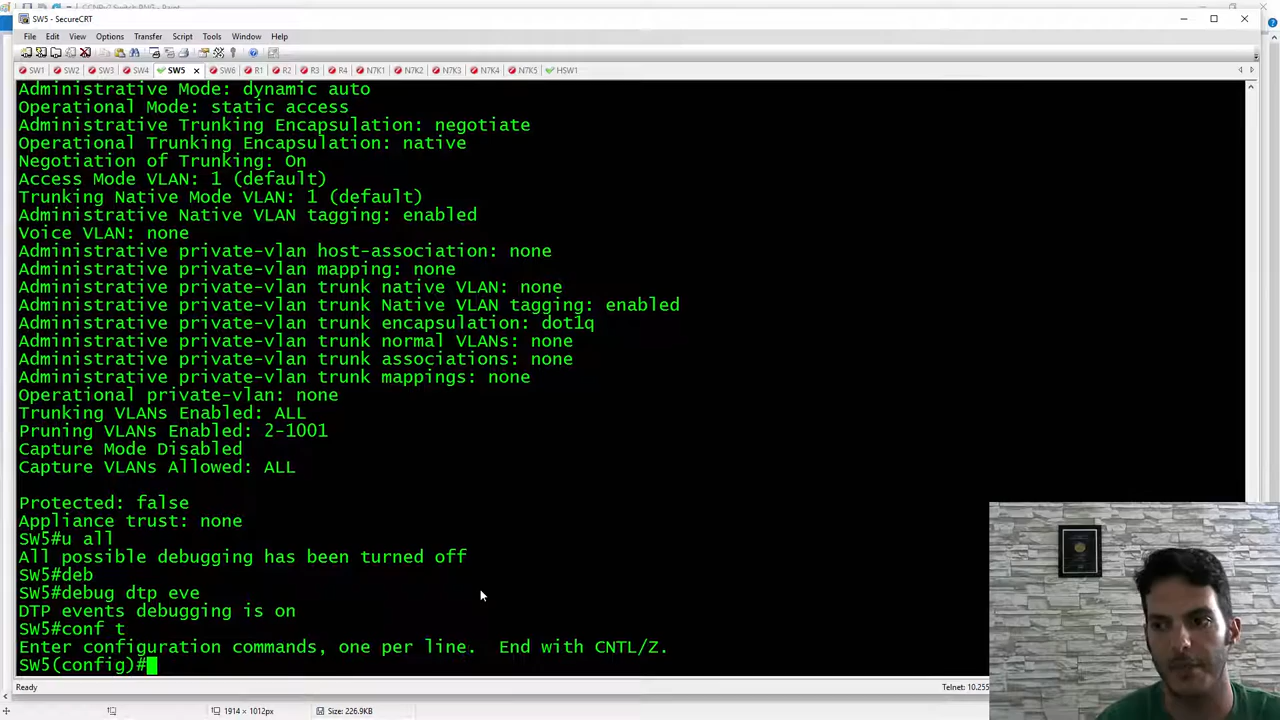 SW5 - SecureCRT
File Edit View Options Transfer Script Tools Window Help
SW1 SW2 SW3 SW4 SW5 SW6 R1 R2 R3 R4 N7K1 N7K2 N7K3 N7K4 N7K5 HSW1
Administrative Mode: dynamic auto
Operational Mode: static access
Administrative Trunking Encapsulation: negotiate
Operational Trunking Encapsulation: native
Negotiation of Trunking: On
Access Mode VLAN: 1 (default)
Trunking Native Mode VLAN: 1 (default)
Administrative Native VLAN tagging: enabled
Voice VLAN: none
Administrative private-vlan host-association: none
Administrative private-vlan mapping: none
Administrative private-vlan trunk native VLAN: none
Administrative private-vlan trunk Native VLAN tagging: enabled
Administrative private-vlan trunk encapsulation: dot1q
Administrative private-vlan trunk normal VLANs: none
Administrative private-vlan trunk associations: none
Administrative private-vlan trunk mappings: none
Operational private-vlan: none
Trunking VLANs Enabled: ALL
Pruning VLANs Enabled: 2-1001
Capture Mode Disabled
Capture VLANs Allowed: ALL
Protected: false
Appliance trust: none
SW5#u all
All possible debugging has been turned off
SW5#deb
SW5#debug dtp eve
DTP events debugging is on
SW5#conf t
Enter configuration commands, one per line. End with CNTL/Z.
SW5(config)#
Ready Telnet: 10.255
1914 × 1012px Size: 226.9KB